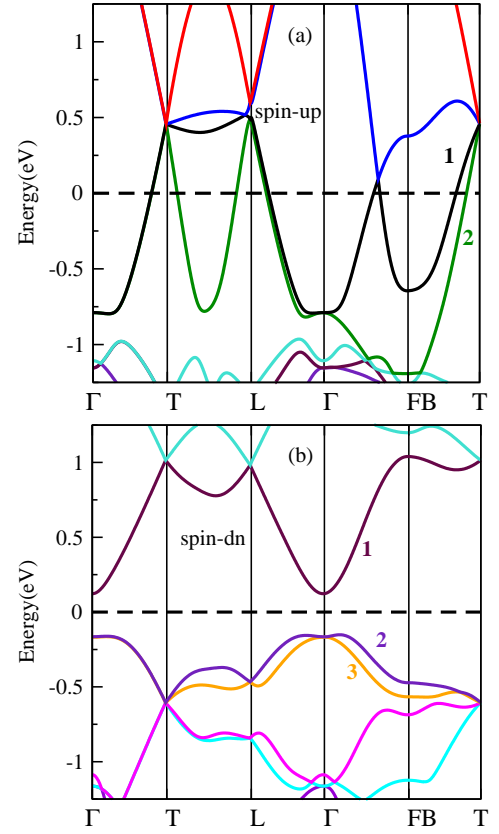 (a)
spin-up
1
2
Energy(eV)
1
0.5
0
-0.5
-1
Γ T L Γ FB T
(b)
spin-dn
1
2
3
Energy(eV)
1
0.5
0
-0.5
-1
Γ T L Γ FB T